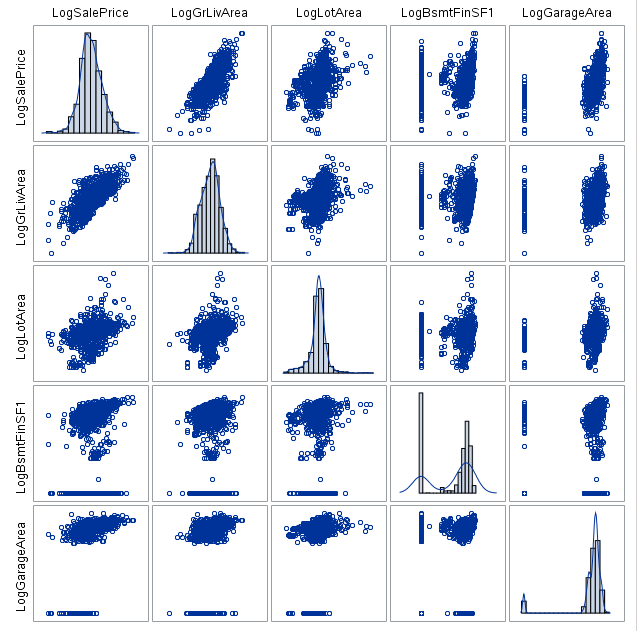 LogSalePrice LogGrLivArea LogLotArea LogBsmtFinSF1 LogGarageArea
LogSalePrice
LogGrLivArea
LogLotArea
LogBsmtFinSF1
LogGarageArea